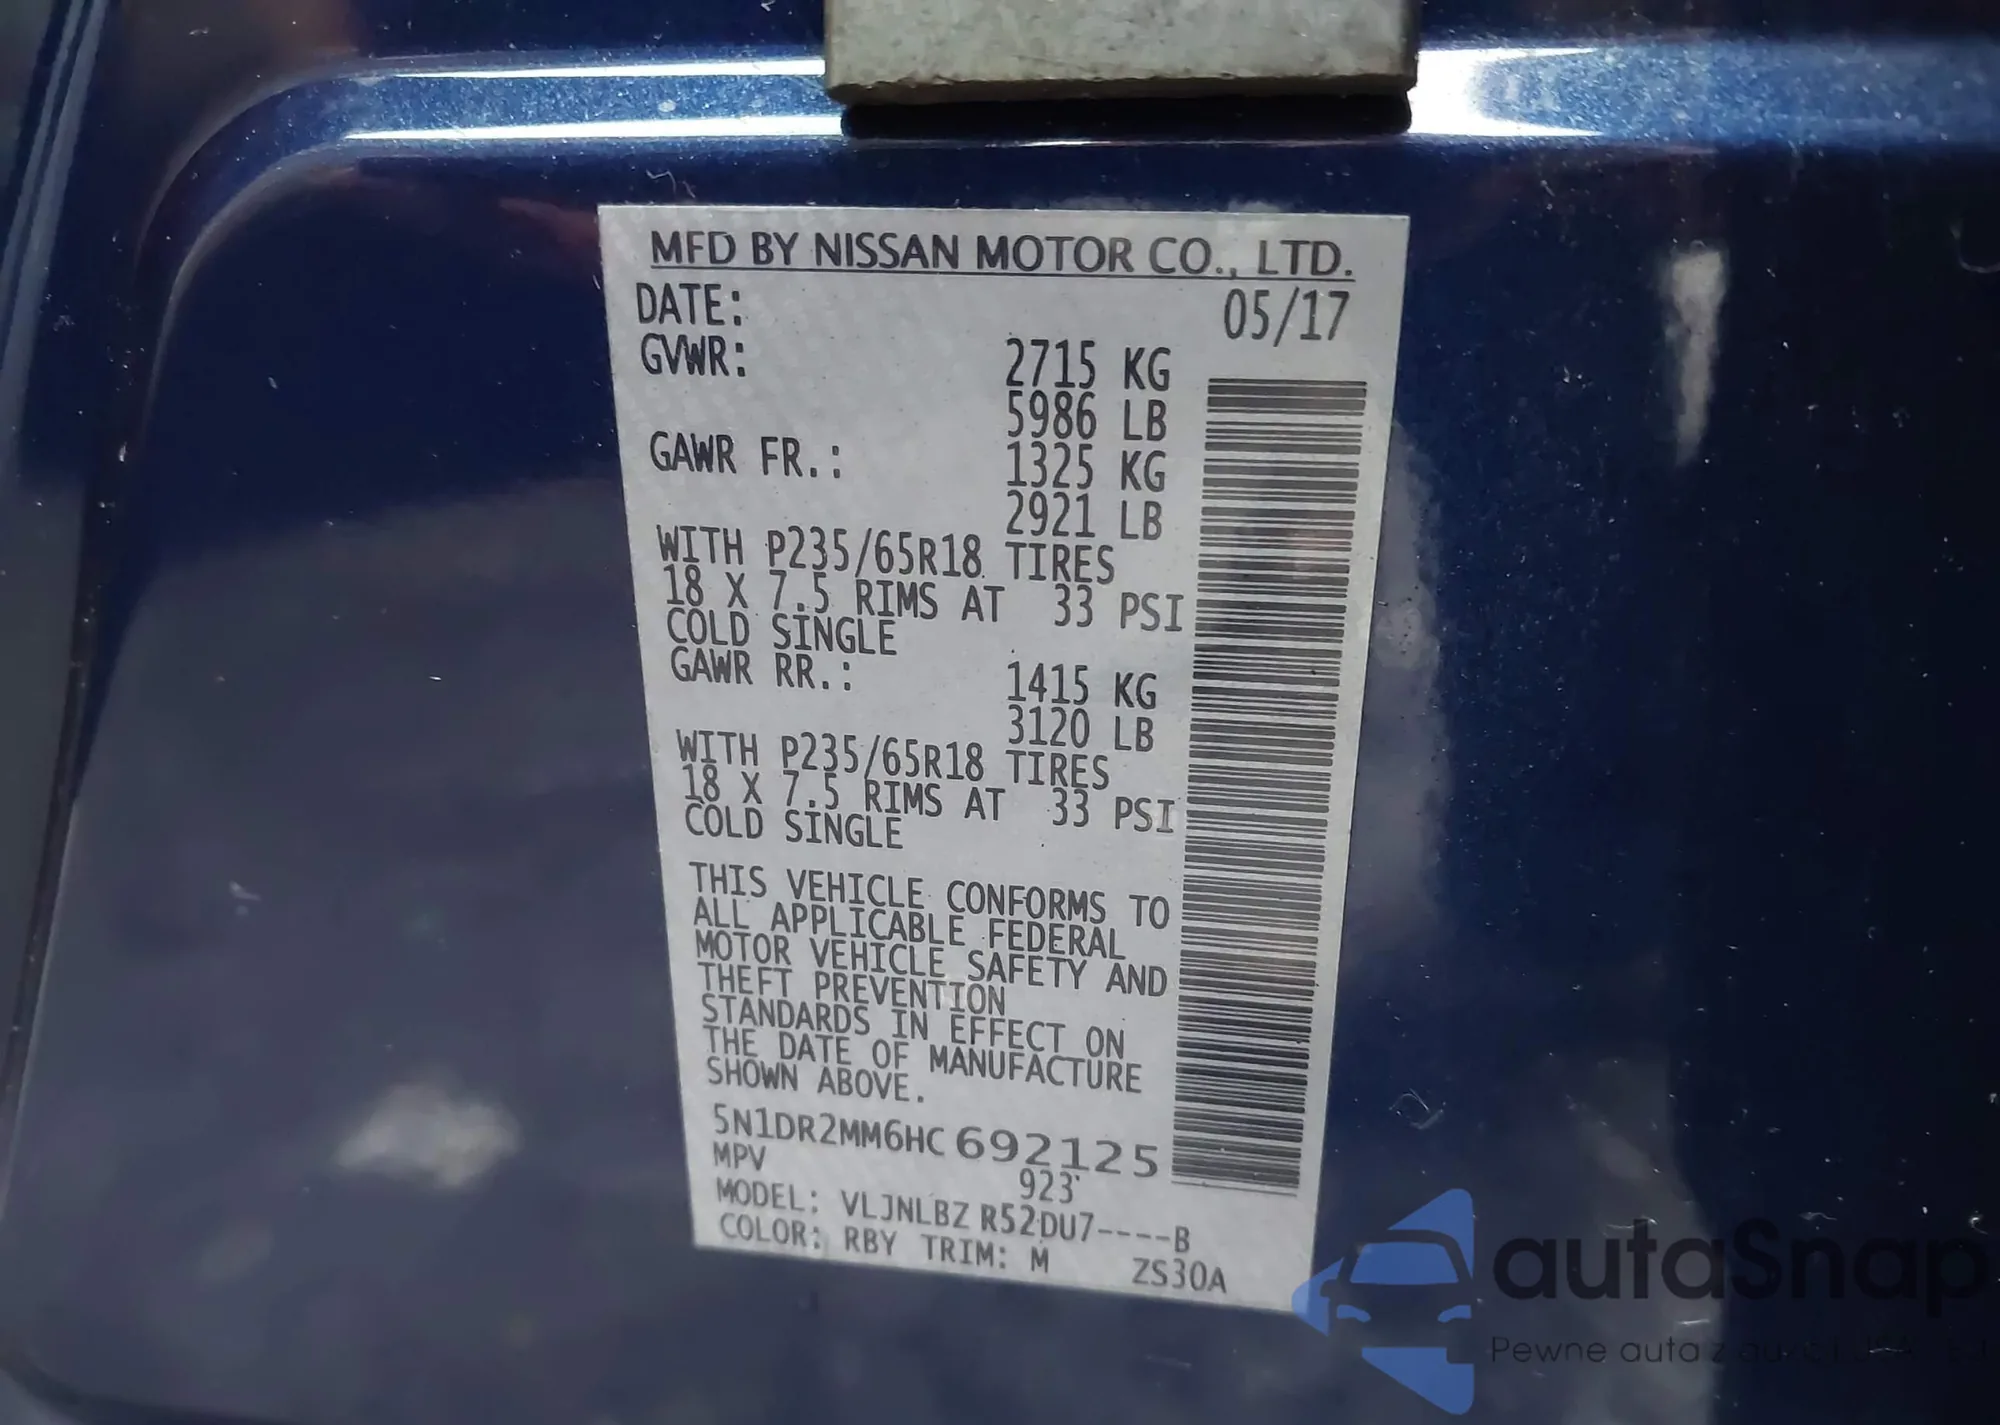 MFD BY NISSAN MOTOR CO., LTD.
DATE: 05/17
GVWR: 2715 KG
5986 LB
GAWR FR.: 1325 KG
2921 LB
WITH P235/65R18 TIRES
18 X 7.5 RIMS AT 33 PSI
COLD SINGLE
GAWR RR.: 1415 KG
3120 LB
WITH P235/65R18 TIRES
18 X 7.5 RIMS AT 33 PSI
COLD SINGLE
THIS VEHICLE CONFORMS TO
ALL APPLICABLE FEDERAL
MOTOR VEHICLE SAFETY AND
THEFT PREVENTION
STANDARDS IN EFFECT ON
THE DATE OF MANUFACTURE
SHOWN ABOVE.
5N1DR2MM6HC692125
MPV 923
MODEL: VLJNLBZ R52DU7----B
COLOR: RBY TRIM: M ZS30A
autaSnap
Pewne auta z